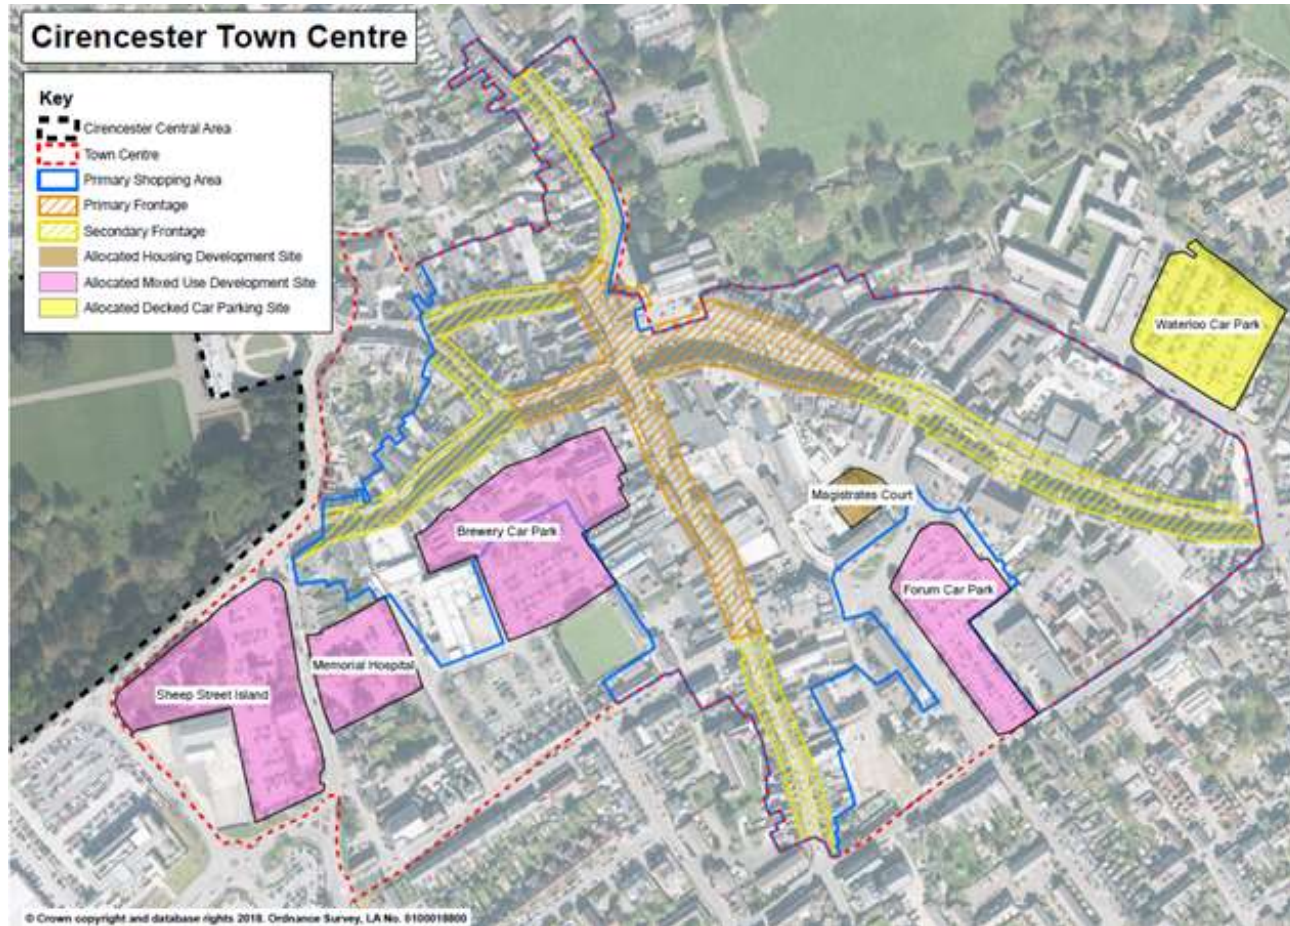 Cirencester Town Centre
Key
Cirencester Central Area
Town Centre
Primary Shopping Area
Primary Frontage
Secondary Frontage
Allocated Housing Development Site
Allocated Mixed Use Development Site
Allocated Decked Car Parking Site
Waterloo Car Park
Magistrates Court
Brewery Car Park
Forum Car Park
Memorial Hospital
Sheep Street Island
© Crown copyright and database rights 2018. Ordnance Survey, LA No. 0100018800